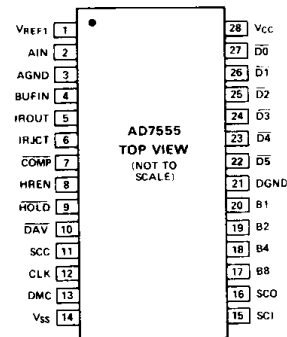 VREF1 1
AIN 2
AGND 3
BUFIN 4
IROUT 5
IRJCT 6
COMP 7
HREN 8
HOLD 9
DAV 10
SCC 11
CLK 12
DMC 13
VSS 14
AD7555
TOP VIEW
(NOT TO
SCALE)
28 VCC
27 D0
26 D1
25 D2
24 D3
23 D4
22 D5
21 DGND
20 B1
19 B2
18 B4
17 B8
16 SCO
15 SCI